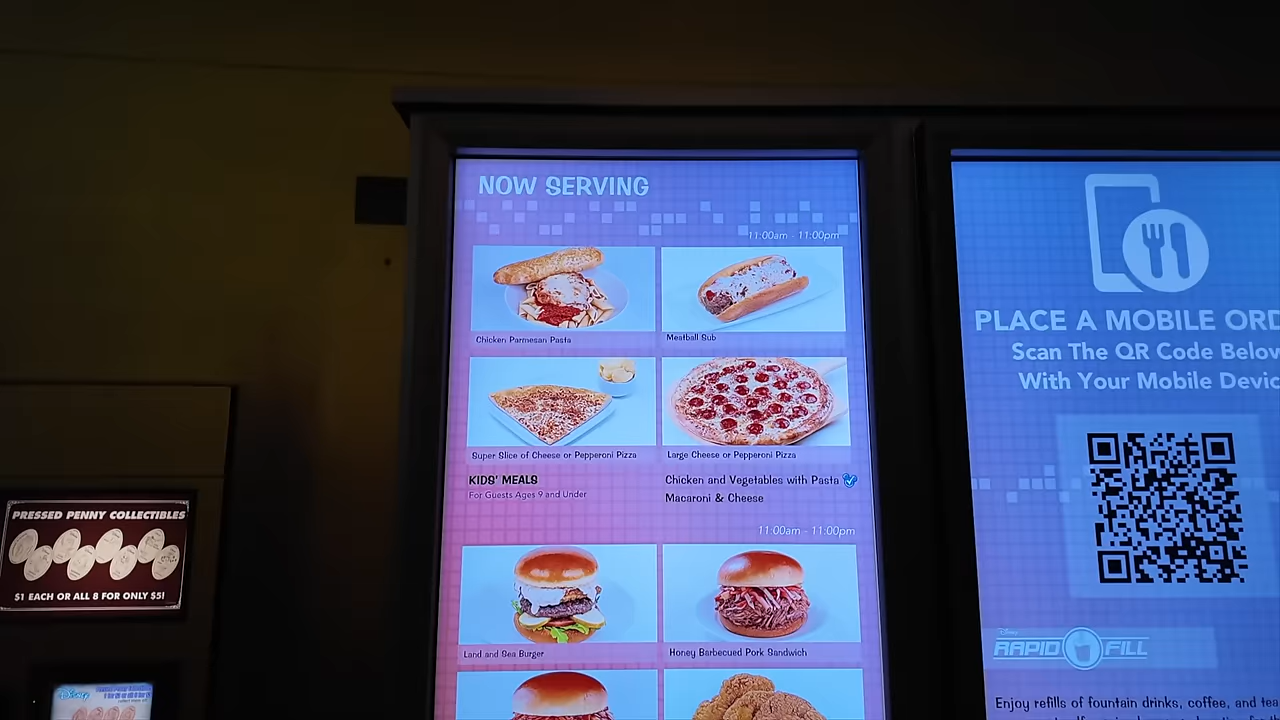 NOW SERVING
11:00am - 11:00pm
Chicken Parmesan Pasta
Meatball Sub
Super Slice of Cheese or Pepperoni Pizza
Large Cheese or Pepperoni Pizza
KIDS' MEALS
For Guests Ages 9 and Under
Chicken and Vegetables with Pasta
Macaroni & Cheese
11:00am - 11:00pm
Land and Sea Burger
Honey Barbecued Pork Sandwich
PLACE A MOBILE ORD
Scan The QR Code Below
With Your Mobile Devic
Disney
RAPID FILL
Enjoy refills of fountain drinks, coffee, and tea
PRESSED PENNY COLLECTIBLES
$1 EACH OR ALL 8 FOR ONLY $5!
Disney